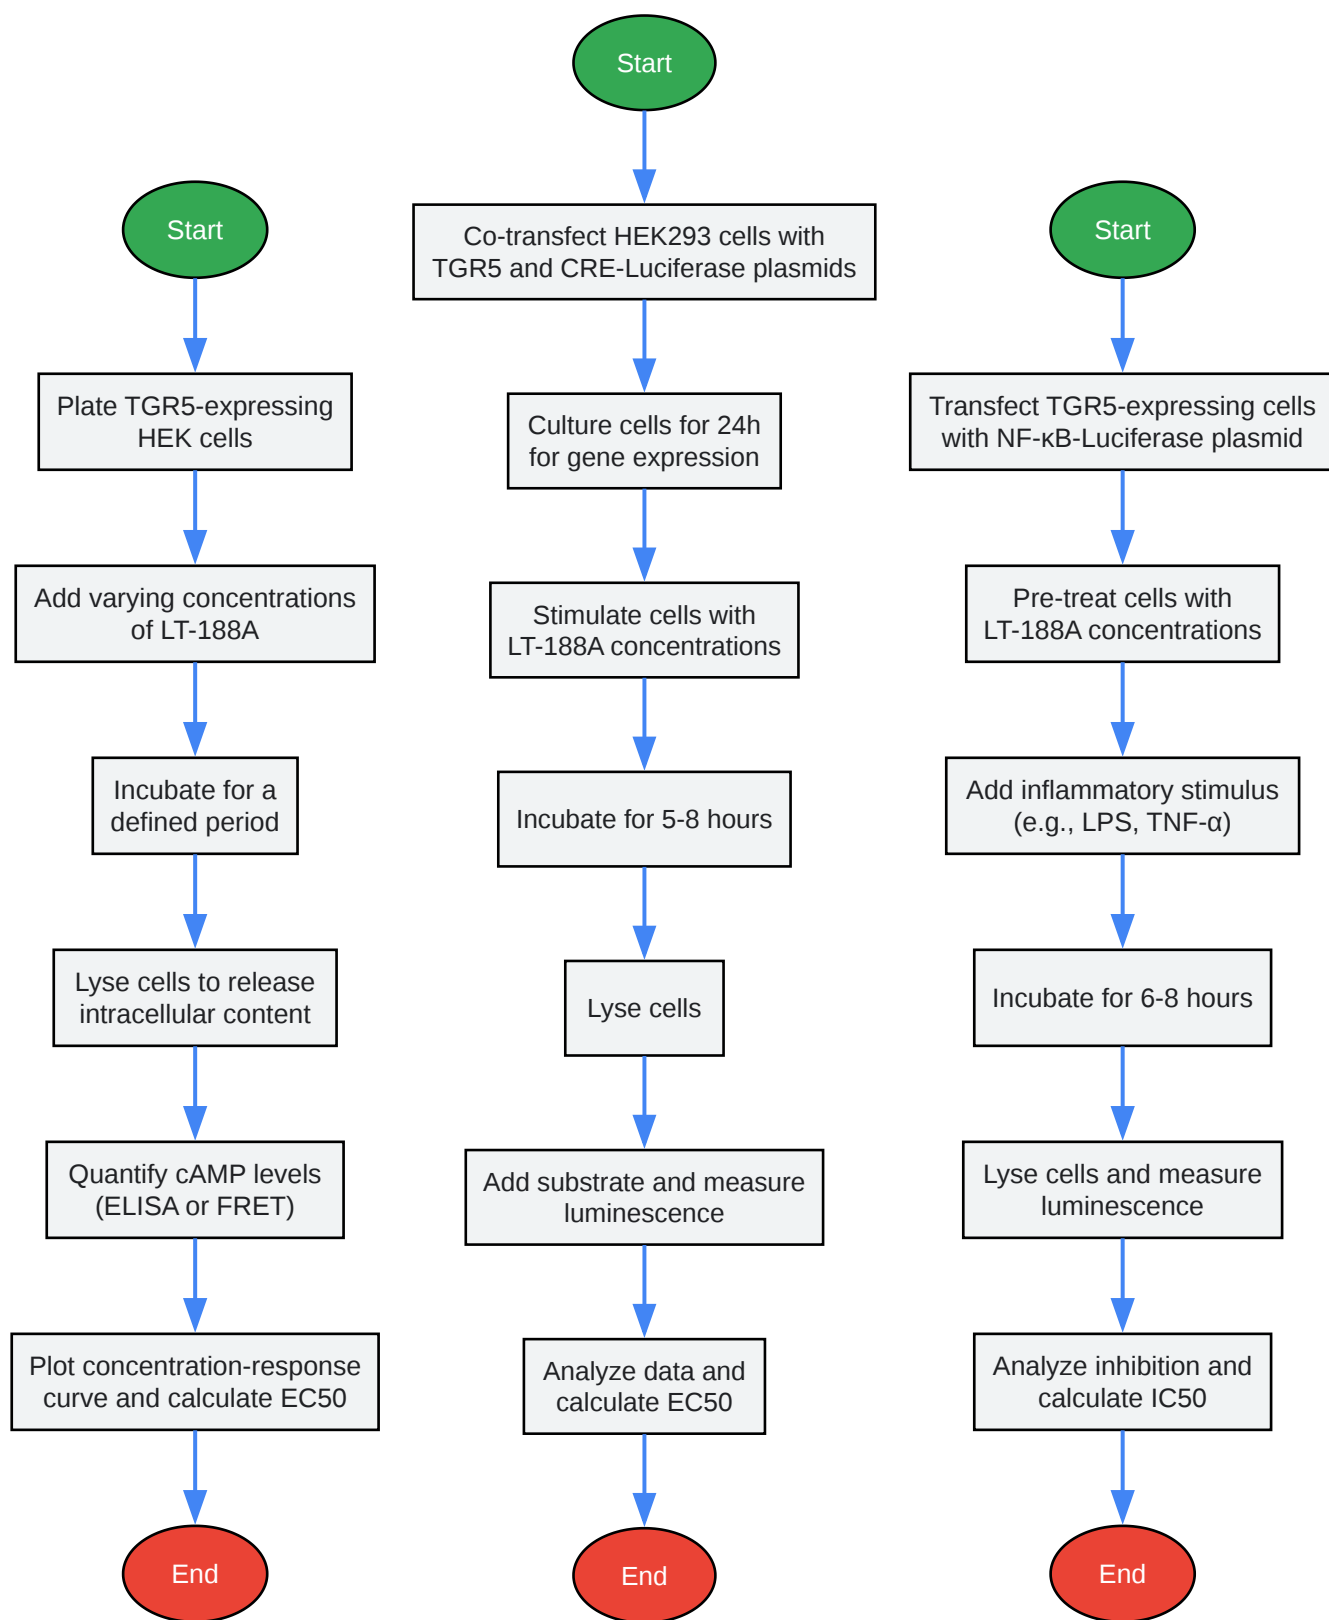 Start
Plate TGR5-expressing
HEK cells
Add varying concentrations
of LT-188A
Incubate for a
defined period
Lyse cells to release
intracellular content
Quantify cAMP levels
(ELISA or FRET)
Plot concentration-response
curve and calculate EC50
End
Start
Co-transfect HEK293 cells with
TGR5 and CRE-Luciferase plasmids
Culture cells for 24h
for gene expression
Stimulate cells with
LT-188A concentrations
Incubate for 5-8 hours
Lyse cells
Add substrate and measure
luminescence
Analyze data and
calculate EC50
End
Start
Transfect TGR5-expressing cells
with NF-κB-Luciferase plasmid
Pre-treat cells with
LT-188A concentrations
Add inflammatory stimulus
(e.g., LPS, TNF-α)
Incubate for 6-8 hours
Lyse cells and measure
luminescence
Analyze inhibition and
calculate IC50
End